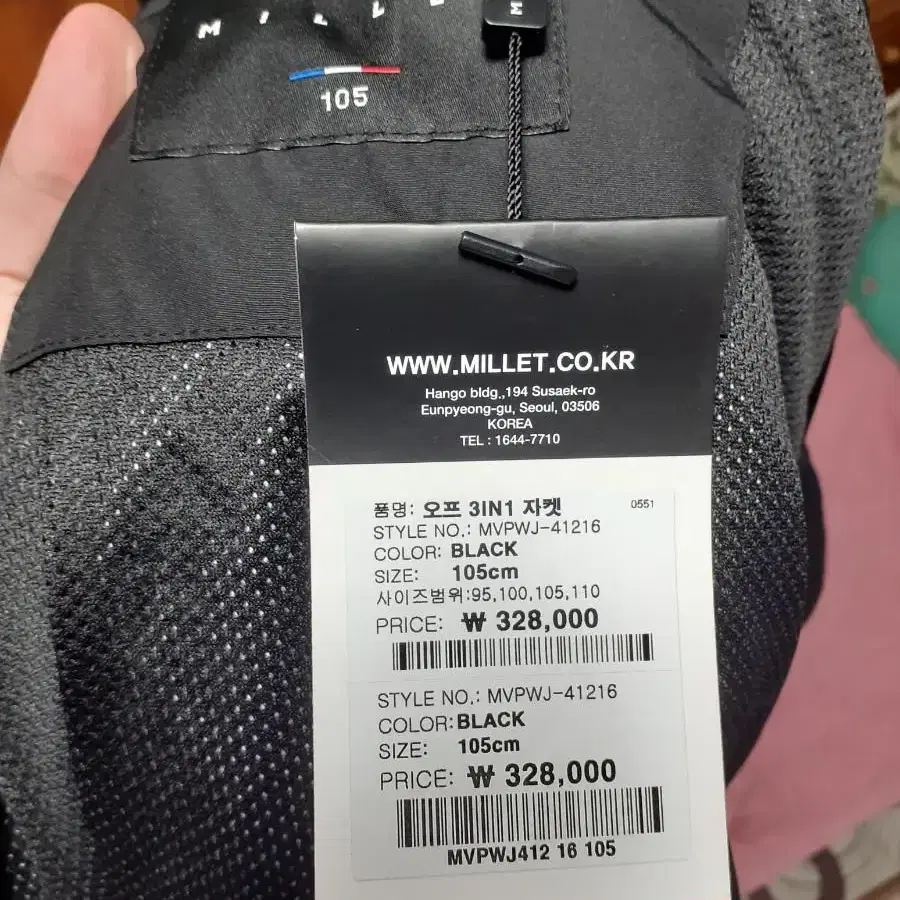 MILLE
M
105
WWW.MILLET.CO.KR
Hango bldg,,194 Susaek-ro
Eunpyeong-gu, Seoul, 03506
KOREA
TEL : 1644-7710
품명: 오프 3IN1 자켓 0551
STYLE NO.: MVPWJ-41216
COLOR: BLACK
SIZE: 105cm
사이즈범위:95,100,105,110
PRICE: ₩ 328,000
STYLE NO.: MVPWJ-41216
COLOR:BLACK
SIZE: 105cm
PRICE: ₩ 328,000
MVPWJ412 16 105